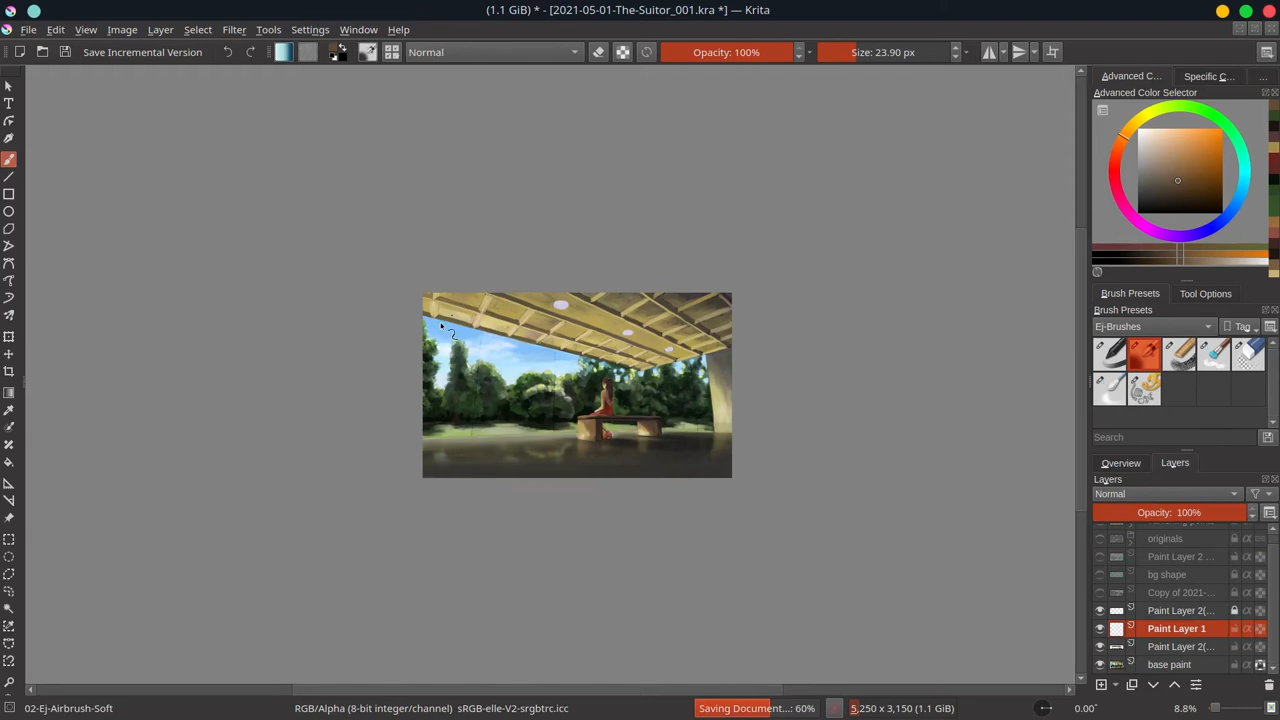 (1.1 GiB) * - [2021-05-01-The-Suitor_001.kra *] — Krita
File Edit View Image Layer Select Filter Tools Settings Window Help
Save Incremental Version Normal Opacity: 100% Size: 23.90 px
Advanced C... Specific C... ...
Advanced Color Selector
Brush Presets Tool Options
Brush Presets
Ej-Brushes Tag
Search
Overview Layers
Layers
Normal
Opacity: 100%
originals
Paint Layer 2 ...
bg shape
Copy of 2021-...
Paint Layer 2(...
Paint Layer 1
Paint Layer 2(...
base paint
02-Ej-Airbrush-Soft RGB/Alpha (8-bit integer/channel) sRGB-elle-V2-srgbtrc.icc Saving Document...: 60% 5,250 x 3,150 (1.1 GiB) 0.00° 8.8%